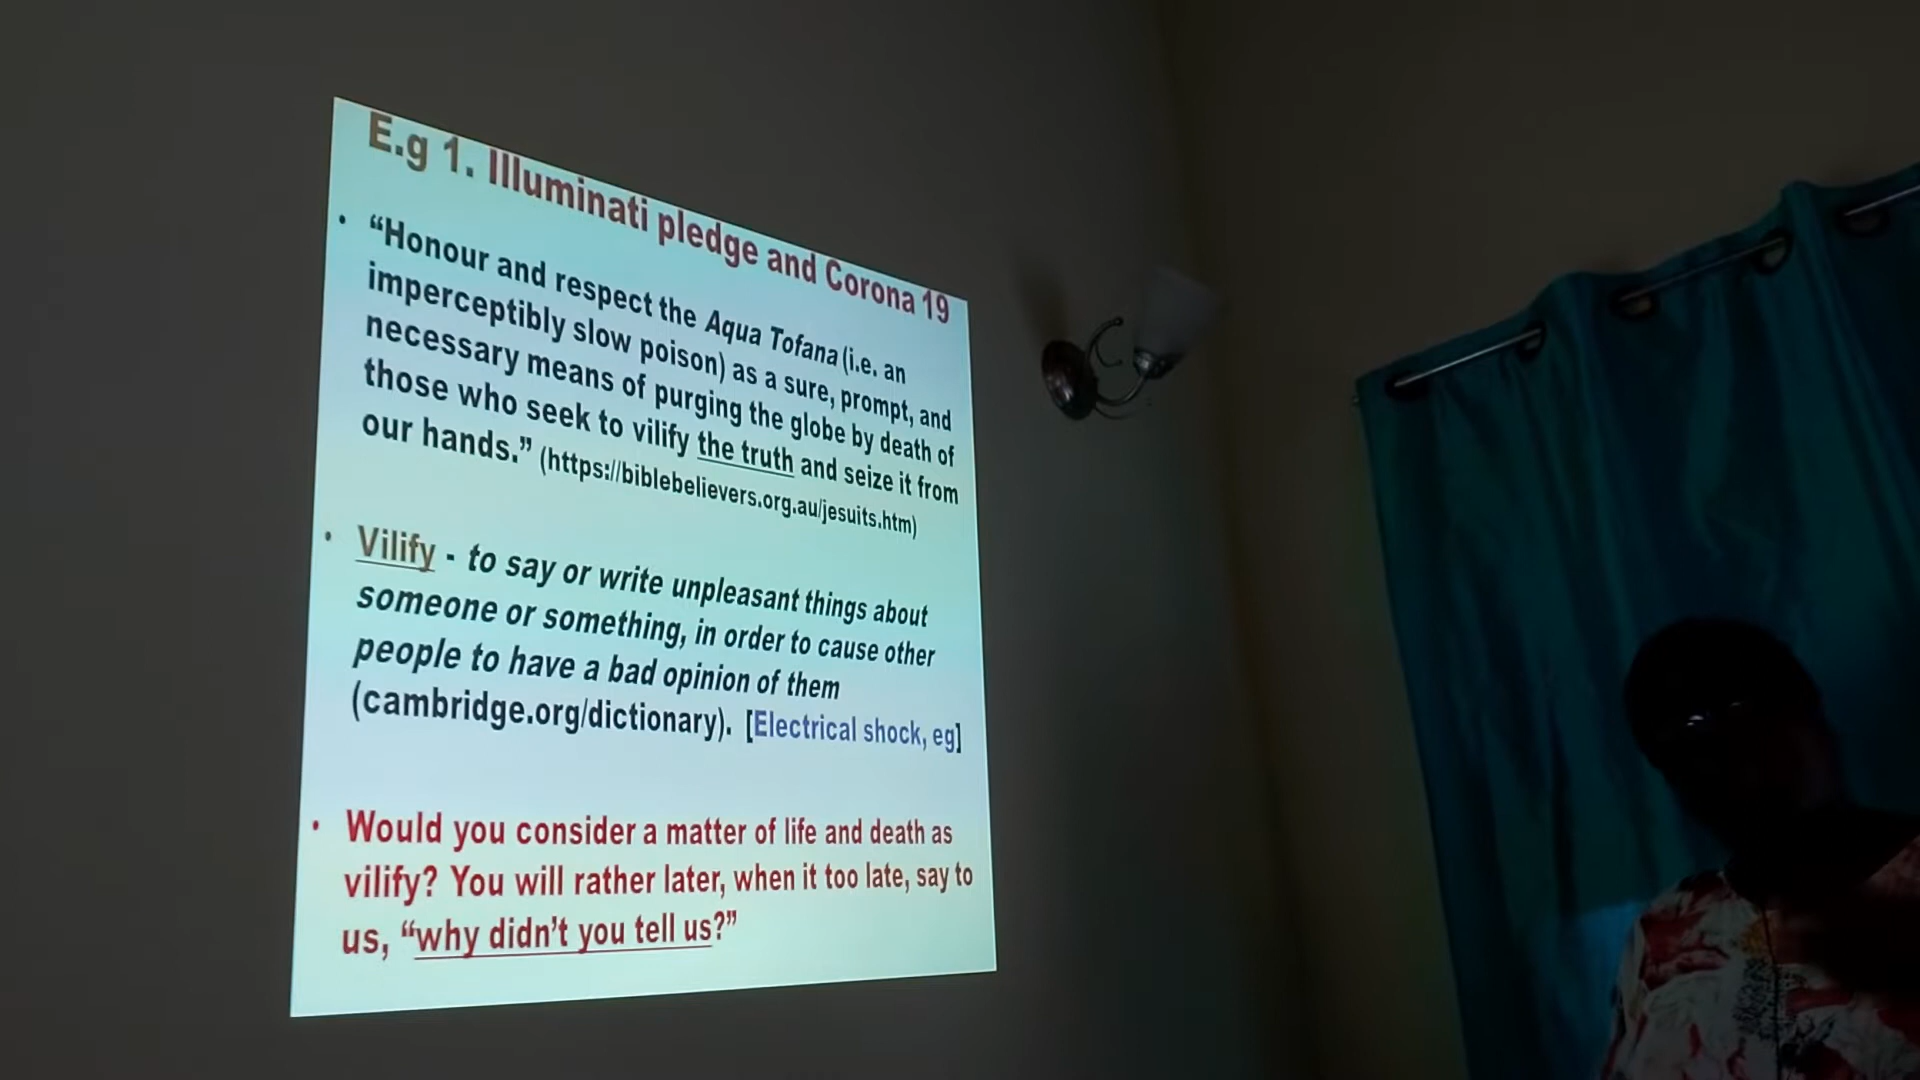 E.g 1. Illuminati pledge and Corona 19
• “Honour and respect the Aqua Tofana (i.e. an
imperceptibly slow poison) as a sure, prompt, and
necessary means of purging the globe by death of
those who seek to vilify the truth and seize it from
our hands.” (https://biblebelievers.org.au/jesuits.htm)
• Vilify - to say or write unpleasant things about
someone or something, in order to cause other
people to have a bad opinion of them
(cambridge.org/dictionary). [Electrical shock, eg]
• Would you consider a matter of life and death as
vilify? You will rather later, when it too late, say to
us, “why didn’t you tell us?”